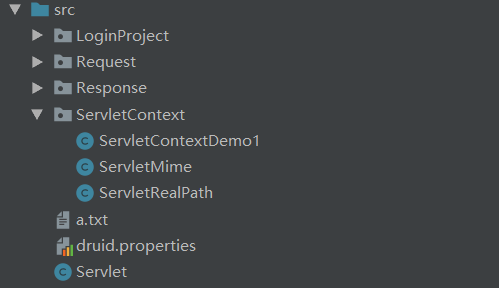 src
LoginProject
Request
Response
ServletContext
ServletContextDemo1
ServletMime
ServletRealPath
a.txt
druid.properties
Servlet